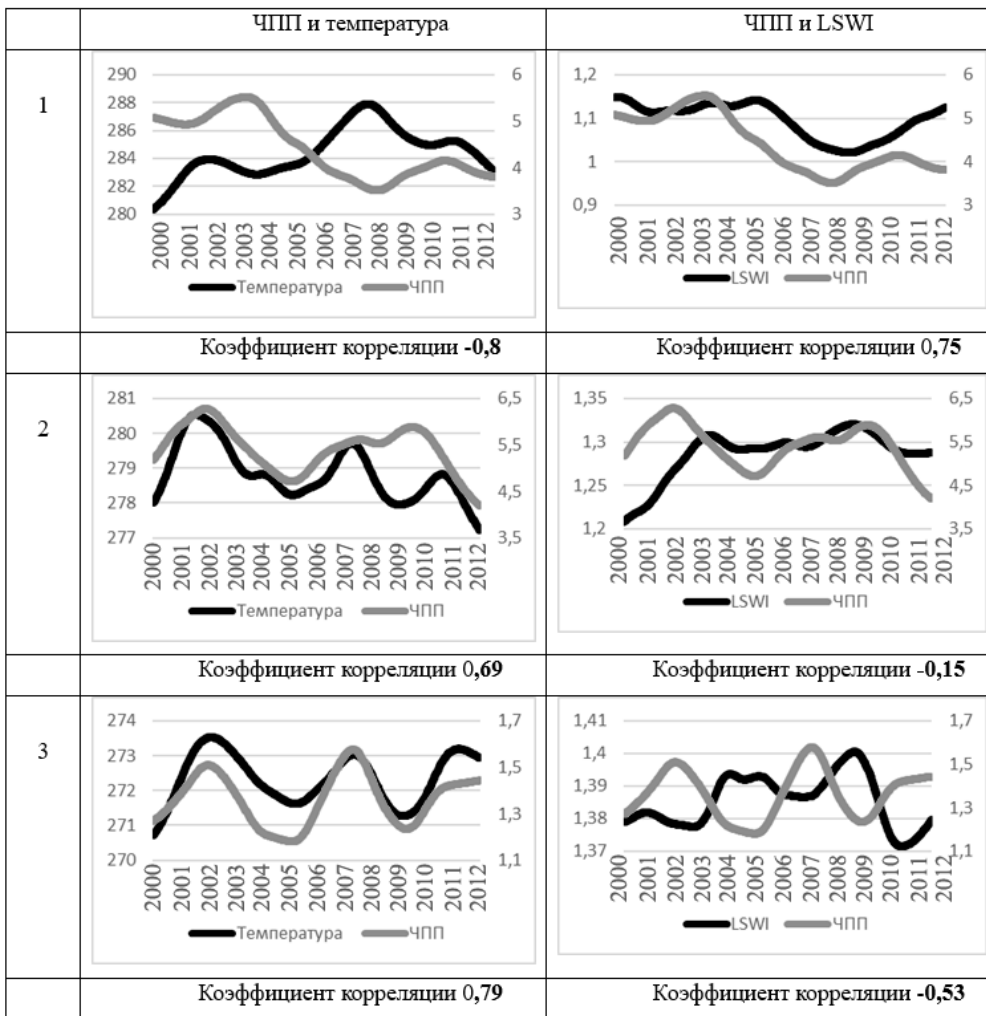 ЧПП и температура ЧПП и LSWI
1
290 6
288
286 5
284 4
282
280 3
2000 2001 2002 2003 2004 2005 2006 2007 2008 2009 2010 2011 2012
Температура ЧПП
1,2 6
1,1 5
1 4
0,9 3
2000 2001 2002 2003 2004 2005 2006 2007 2008 2009 2010 2011 2012
LSWI ЧПП
Коэффициент корреляции -0,8 Коэффициент корреляции 0,75
2
281 6,5
280 5,5
279
278 4,5
277 3,5
2000 2001 2002 2003 2004 2005 2006 2007 2008 2009 2010 2011 2012
Температура ЧПП
1,35 6,5
1,3 5,5
1,25 4,5
1,2 3,5
2000 2001 2002 2003 2004 2005 2006 2007 2008 2009 2010 2011 2012
LSWI ЧПП
Коэффициент корреляции 0,69 Коэффициент корреляции -0,15
3
274 1,7
273 1,5
272
271 1,3
270 1,1
2000 2001 2002 2003 2004 2005 2006 2007 2008 2009 2010 2011 2012
Температура ЧПП
1,41 1,7
1,4 1,5
1,39
1,38 1,3
1,37 1,1
2000 2001 2002 2003 2004 2005 2006 2007 2008 2009 2010 2011 2012
LSWI ЧПП
Коэффициент корреляции 0,79 Коэффициент корреляции -0,53